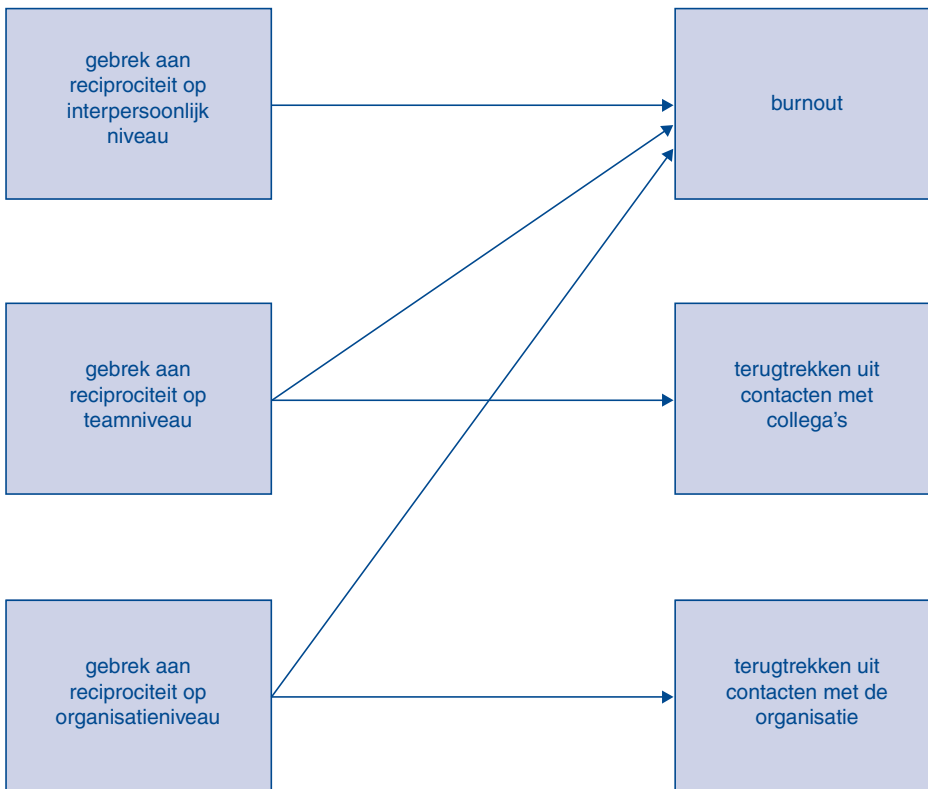 gebrek aan
reciprociteit op
interpersoonlijk
niveau
burnout
gebrek aan
reciprociteit op
teamniveau
terugtrekken uit
contacten met
collega's
gebrek aan
reciprociteit op
organisatieniveau
terugtrekken uit
contacten met de
organisatie